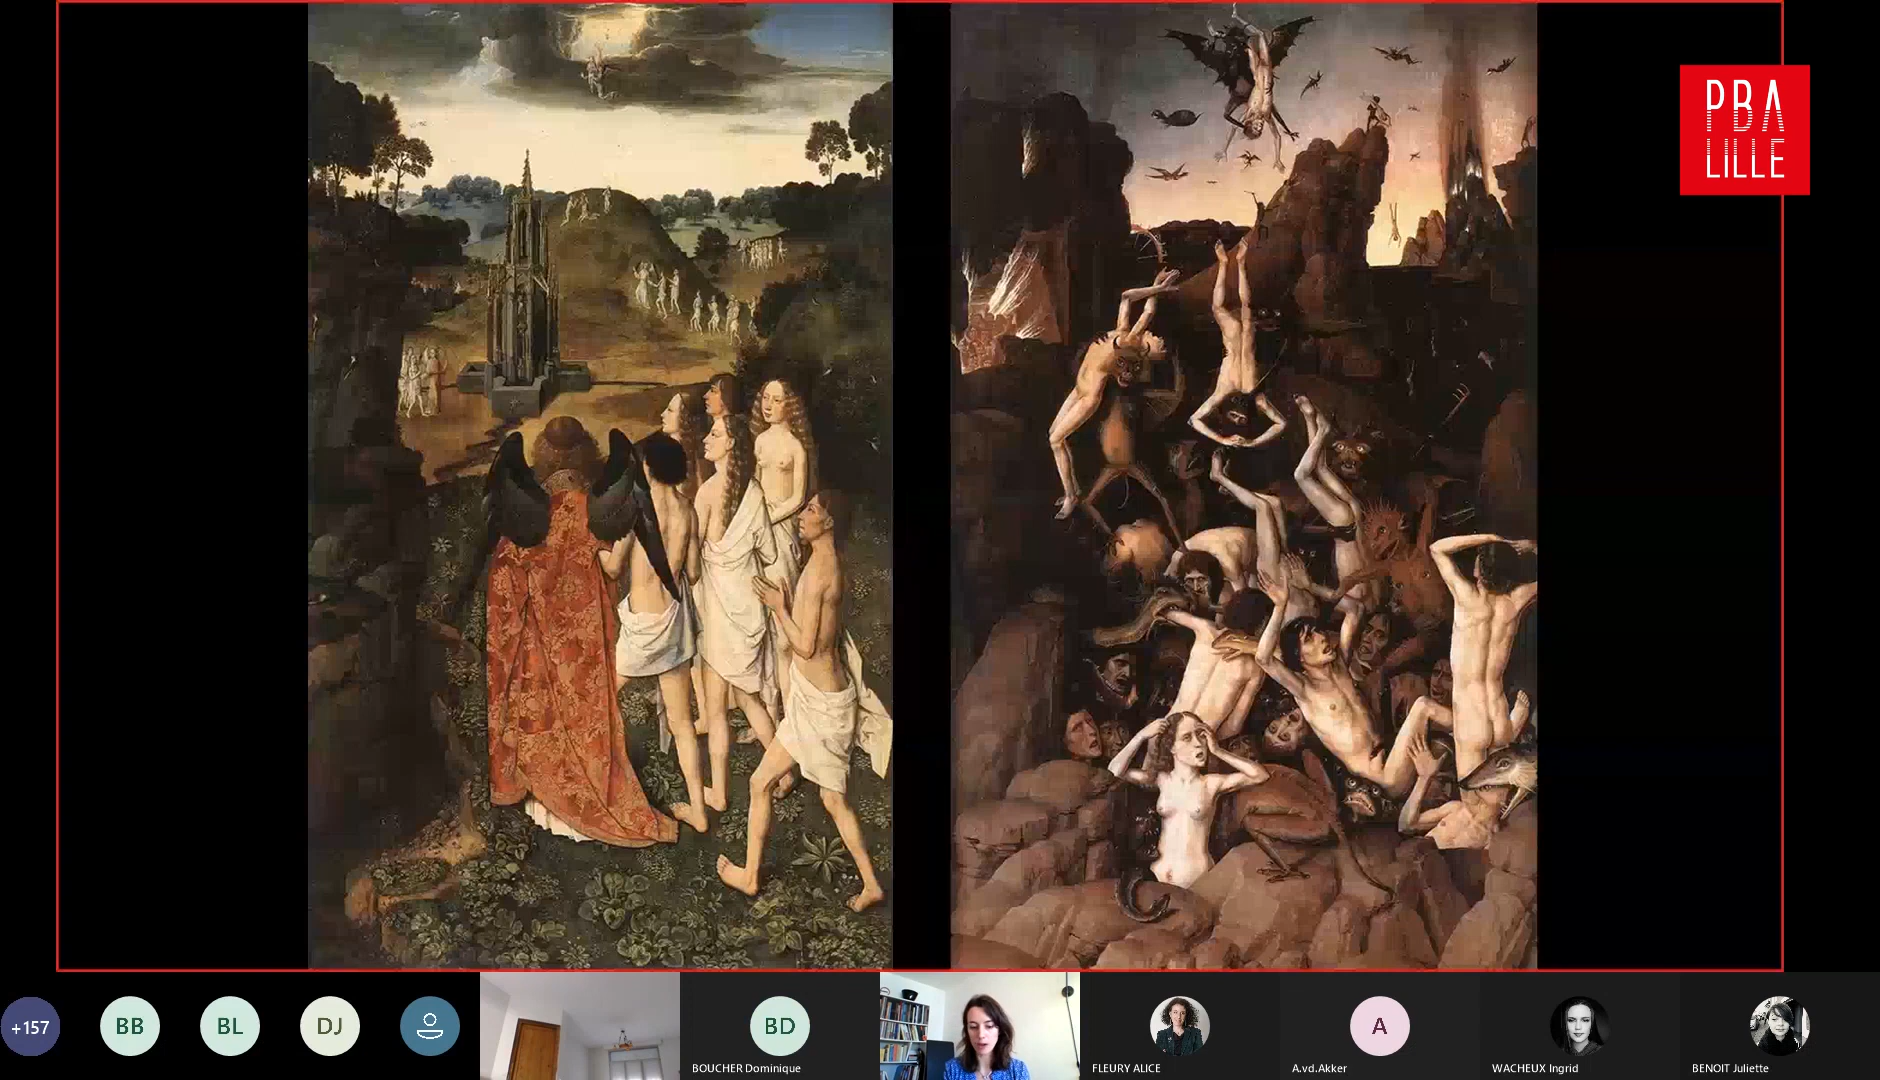 PBA
LILLE
+157
BB
BL
DJ
BD
BOUCHER Dominique
FLEURY ALICE
A
A.vd.Akker
WACHEUX Ingrid
BENOIT Juliette